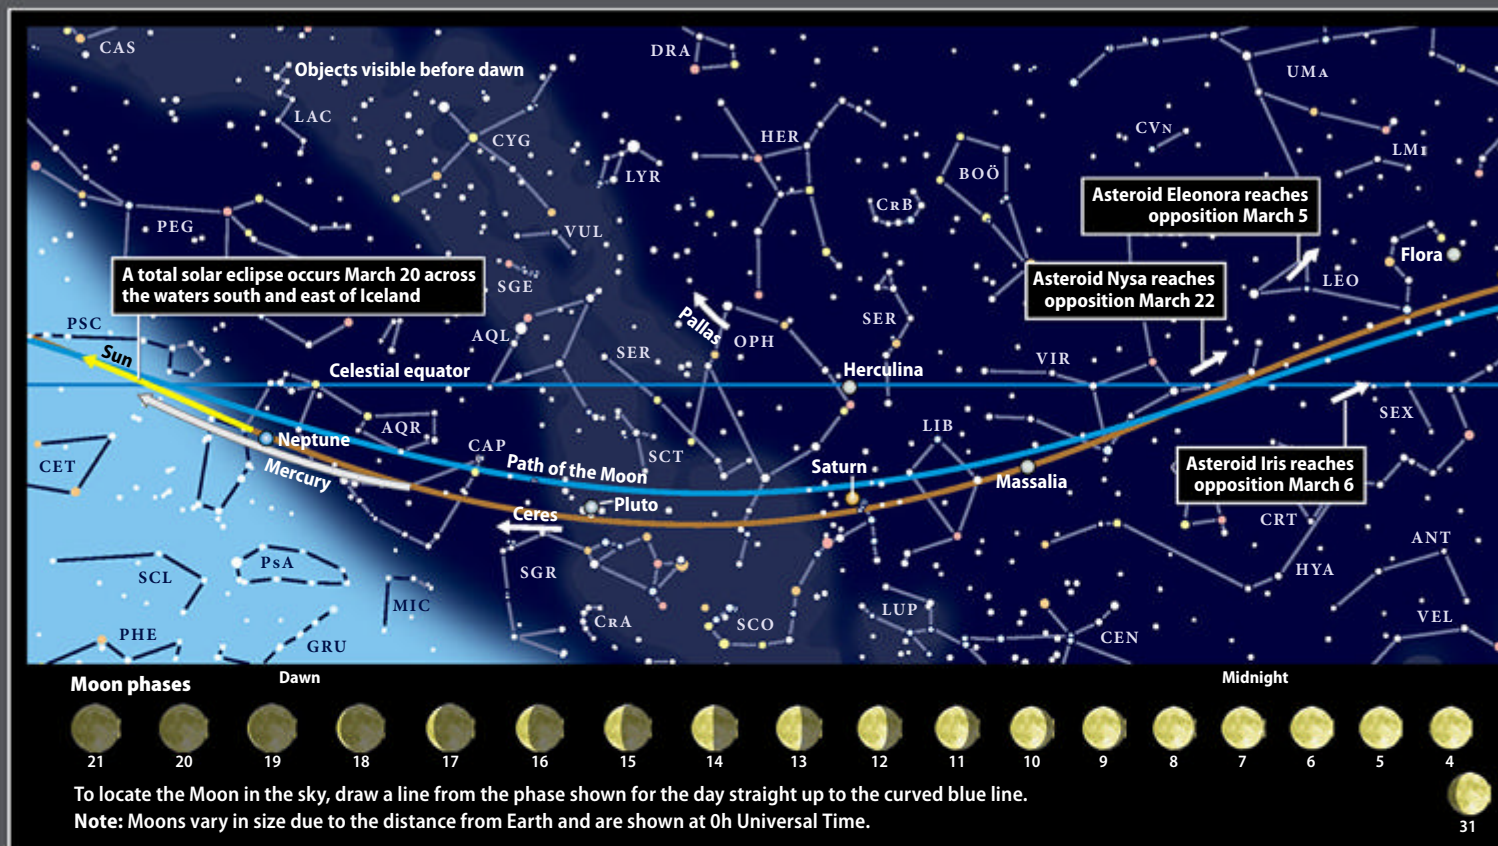 CAS
DRA
Objects visible before dawn
UMA
LAC
CYG
HER
CVN
LMI
LYR
BOÖ
CRB
Asteroid Eleonora reaches
opposition March 5
PEG
VUL
Flora
A total solar eclipse occurs March 20 across
the waters south and east of Iceland
SGE
Asteroid Nysa reaches
opposition March 22
LEO
PSC
AQL
Pallas
OPH
SER
SER
Sun
Celestial equator
Herculina
VIR
SEX
AQR
LIB
Neptune
CAP
CET
Mercury
Path of the Moon
SCT
Saturn
Massalia
Asteroid Iris reaches
opposition March 6
Ceres
Pluto
CRT
ANT
SCL
PSA
SGR
HYA
MIC
CRA
SCO
LUP
VEL
PHE
GRU
CEN
Dawn
Midnight
Moon phases
21 20 19 18 17 16 15 14 13 12 11 10 9 8 7 6 5 4
To locate the Moon in the sky, draw a line from the phase shown for the day straight up to the curved blue line.
Note: Moons vary in size due to the distance from Earth and are shown at 0h Universal Time.
31